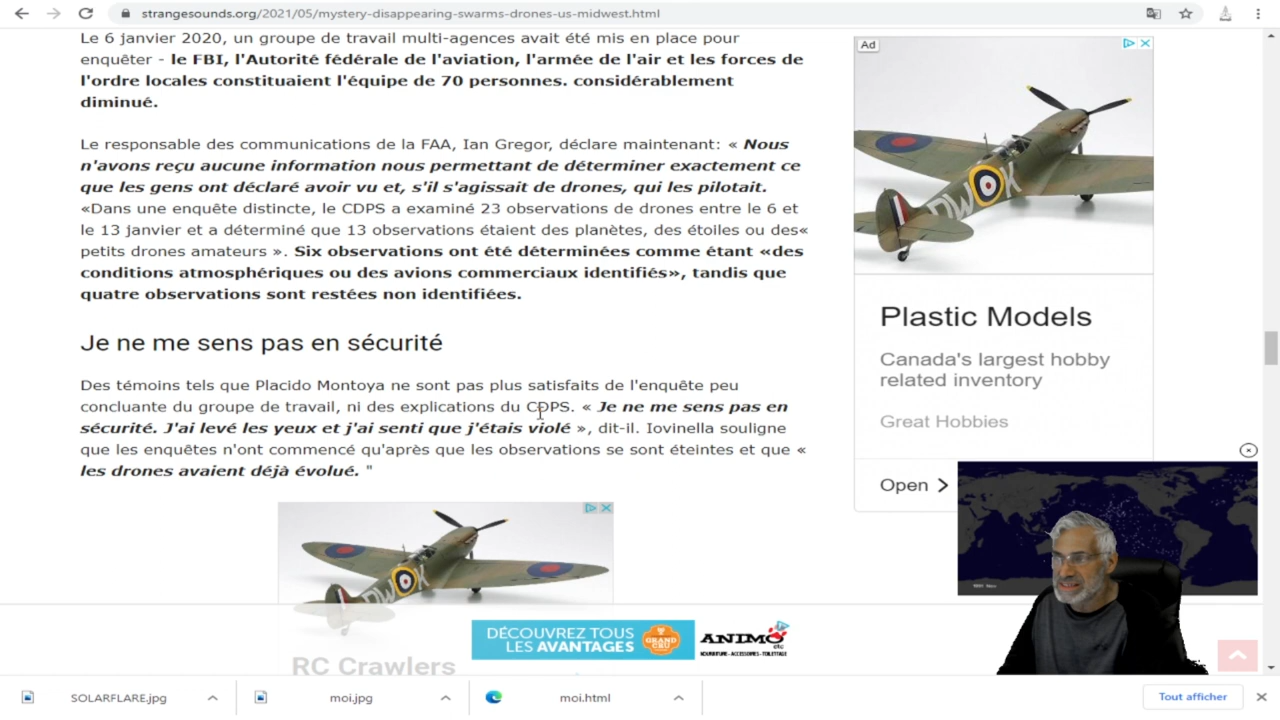 strangesounds.org/2021/05/mystery-disappearing-swarms-drones-us-midwest.html
Le 6 janvier 2020, un groupe de travail multi-agences avait été mis en place pour
enquêter - le FBI, l'Autorité fédérale de l'aviation, l'armée de l'air et les forces de
l'ordre locales constituaient l'équipe de 70 personnes. considérablement
diminué.
Le responsable des communications de la FAA, Ian Gregor, déclare maintenant: « Nous
n'avons reçu aucune information nous permettant de déterminer exactement ce
que les gens ont déclaré avoir vu et, s'il s'agissait de drones, qui les pilotait.
«Dans une enquête distincte, le CDPS a examiné 23 observations de drones entre le 6 et
le 13 janvier et a déterminé que 13 observations étaient des planètes, des étoiles ou des«
petits drones amateurs ». Six observations ont été déterminées comme étant «des
conditions atmosphériques ou des avions commerciaux identifiés», tandis que
quatre observations sont restées non identifiées.
Je ne me sens pas en sécurité
Des témoins tels que Placido Montoya ne sont pas plus satisfaits de l'enquête peu
concluante du groupe de travail, ni des explications du CDPS. « Je ne me sens pas en
sécurité. J'ai levé les yeux et j'ai senti que j'étais violé », dit-il. Iovinella souligne
que les enquêtes n'ont commencé qu'après que les observations se sont éteintes et que «
les drones avaient déjà évolué. "
Ad
DW K
Plastic Models
Canada's largest hobby
related inventory
Great Hobbies
Open
DW K
RC Crawlers
DÉCOUVREZ TOUS
LES AVANTAGES
GRAND
CRU
ANIMO
etc
NOURRITURE - ACCESSOIRES - TOILETTAGE
SOLARFLARE.jpg
moi.jpg
moi.html
Tout afficher